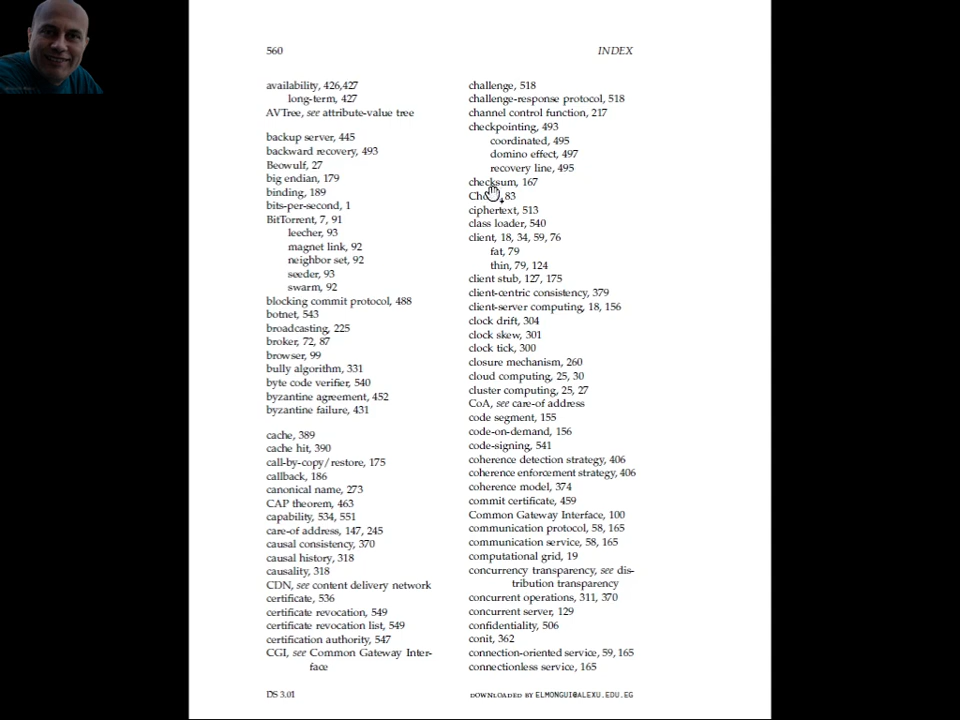 560
INDEX
availability, 426,427
long-term, 427
AVTree, see attribute-value tree
backup server, 445
backward recovery, 493
Beowulf, 27
big endian, 179
binding, 189
bits-per-second, 1
BitTorrent, 7, 91
leecher, 93
magnet link, 92
neighbor set, 92
seeder, 93
swarm, 92
blocking commit protocol, 488
botnet, 543
broadcasting, 225
broker, 72, 87
browser, 99
bully algorithm, 331
byte code verifier, 540
byzantine agreement, 452
byzantine failure, 431
cache, 389
cache hit, 390
call-by-copy/restore, 175
callback, 186
canonical name, 273
CAP theorem, 463
capability, 534, 551
care-of address, 147, 245
causal consistency, 370
causal history, 318
causality, 318
CDN, see content delivery network
certificate, 536
certificate revocation, 549
certificate revocation list, 549
certification authority, 547
CGI, see Common Gateway Inter-
face
challenge, 518
challenge-response protocol, 518
channel control function, 217
checkpointing, 493
coordinated, 495
domino effect, 497
recovery line, 495
checksum, 167
83
ciphertext, 513
class loader, 540
client, 18, 34, 59, 76
fat, 79
thin, 79, 124
client stub, 127, 175
client-centric consistency, 379
client-server computing, 18, 156
clock drift, 304
clock skew, 301
clock tick, 300
closure mechanism, 260
cloud computing, 25, 30
cluster computing, 25, 27
CoA, see care-of address
code segment, 155
code-on-demand, 156
code-signing, 541
coherence detection strategy, 406
coherence enforcement strategy, 406
coherence model, 374
commit certificate, 459
Common Gateway Interface, 100
communication protocol, 58, 165
communication service, 58, 165
computational grid, 19
concurrency transparency, see dis-
tribution transparency
concurrent operations, 311, 370
concurrent server, 129
confidentiality, 506
conit, 362
connection-oriented service, 59, 165
connectionless service, 165
DS 3.01
DOWNLOADED BY ELMONGUI@ALEXU.EDU.EG